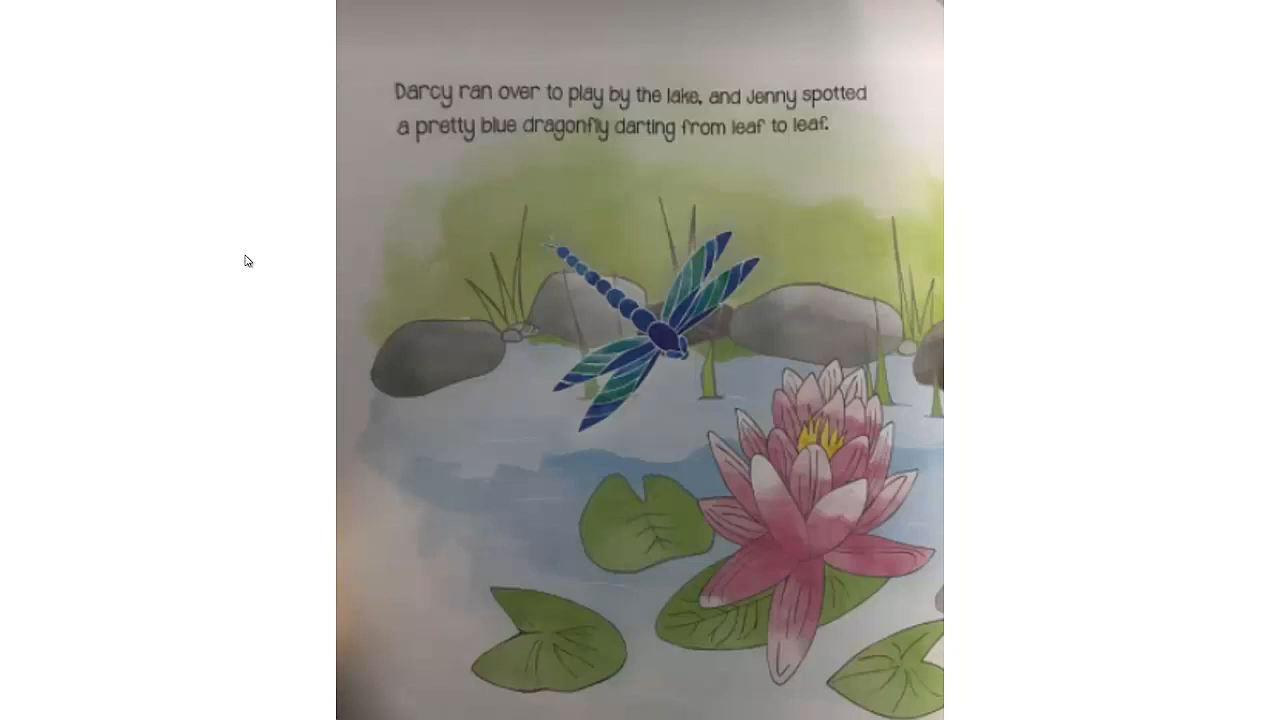 Darcy ran over to play by the lake, and Jenny spotted
a pretty blue dragonfly darting from leaf to leaf.